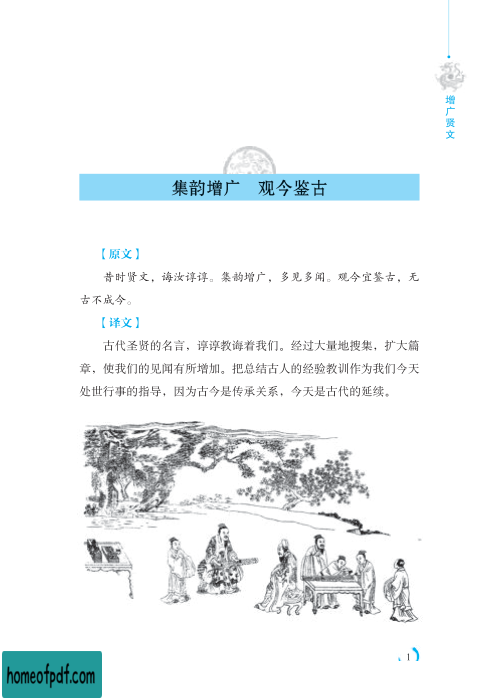 增广贤文
集韵增广 观今鉴古
【原文】
昔时贤文，诲汝谆谆。集韵增广，多见多闻。观今宜鉴古，无
古不成今。
【译文】
古代圣贤的名言，谆谆教诲着我们。经过大量地搜集，扩大篇
章，使我们的见闻有所增加。把总结古人的经验教训作为我们今天
处世行事的指导，因为古今是传承关系，今天是古代的延续。
1
homeofpdf.com